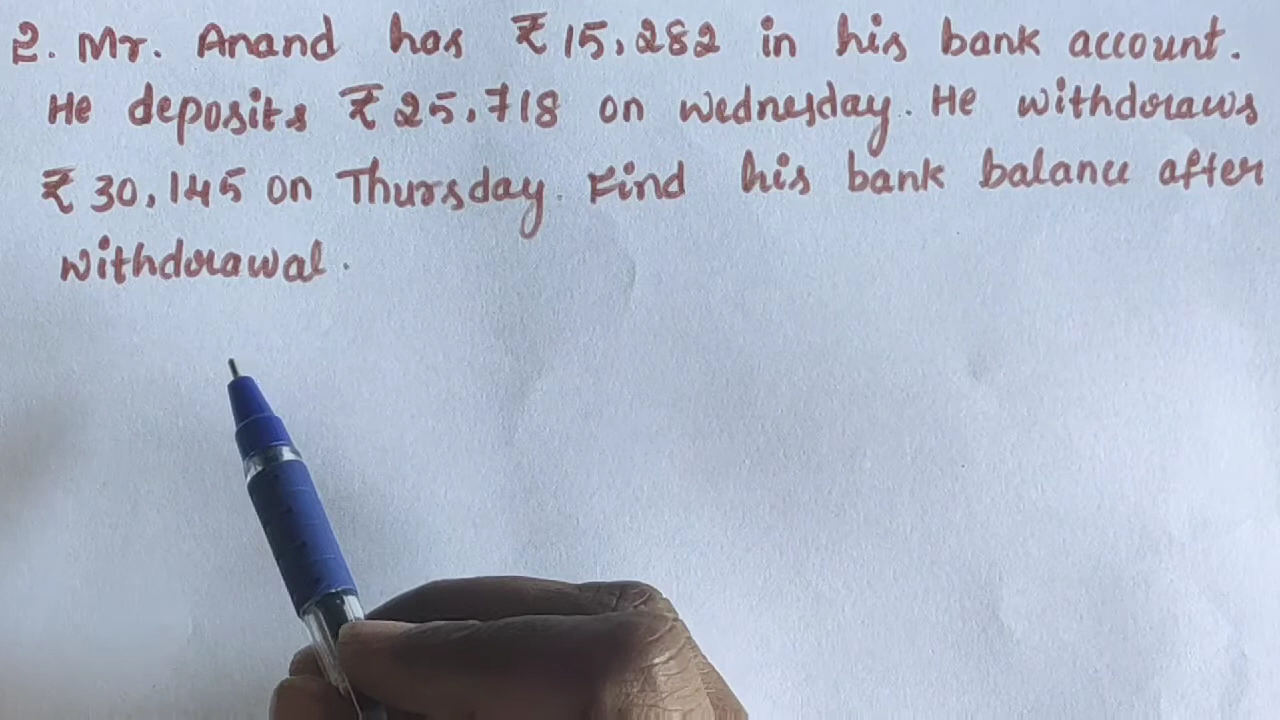 2. Mr. Anand has ₹15,282 in his bank account.
He deposits ₹25,718 on Wednesday. He withdraws
₹30,145 on Thursday. Find his bank balance after
withdrawal.